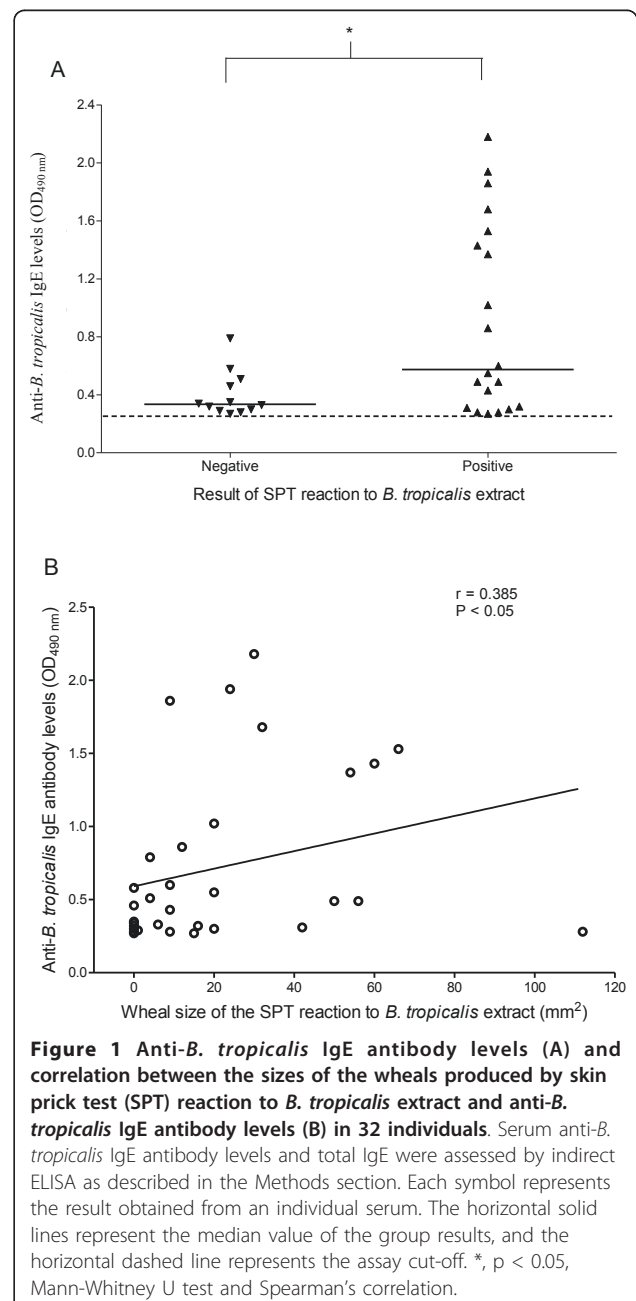 A
*
Anti-B. tropicalis IgE levels (OD490 nm)
2.4
2.0
1.6
1.2
0.8
0.4
0.0
Negative
Positive
Result of SPT reaction to B. tropicalis extract
B
r = 0.385
P < 0.05
Anti-B. tropicalis IgE antibody levels (OD490 nm)
2.5
2.0
1.5
1.0
0.5
0.0
0
20
40
60
80
100
120
Wheal size of the SPT reaction to B. tropicalis extract (mm2)
Figure 1 Anti-B. tropicalis IgE antibody levels (A) and
correlation between the sizes of the wheals produced by skin
prick test (SPT) reaction to B. tropicalis extract and anti-B.
tropicalis IgE antibody levels (B) in 32 individuals. Serum anti-B.
tropicalis IgE antibody levels and total IgE were assessed by indirect
ELISA as described in the Methods section. Each symbol represents
the result obtained from an individual serum. The horizontal solid
lines represent the median value of the group results, and the
horizontal dashed line represents the assay cut-off. *, p < 0.05,
Mann-Whitney U test and Spearman's correlation.